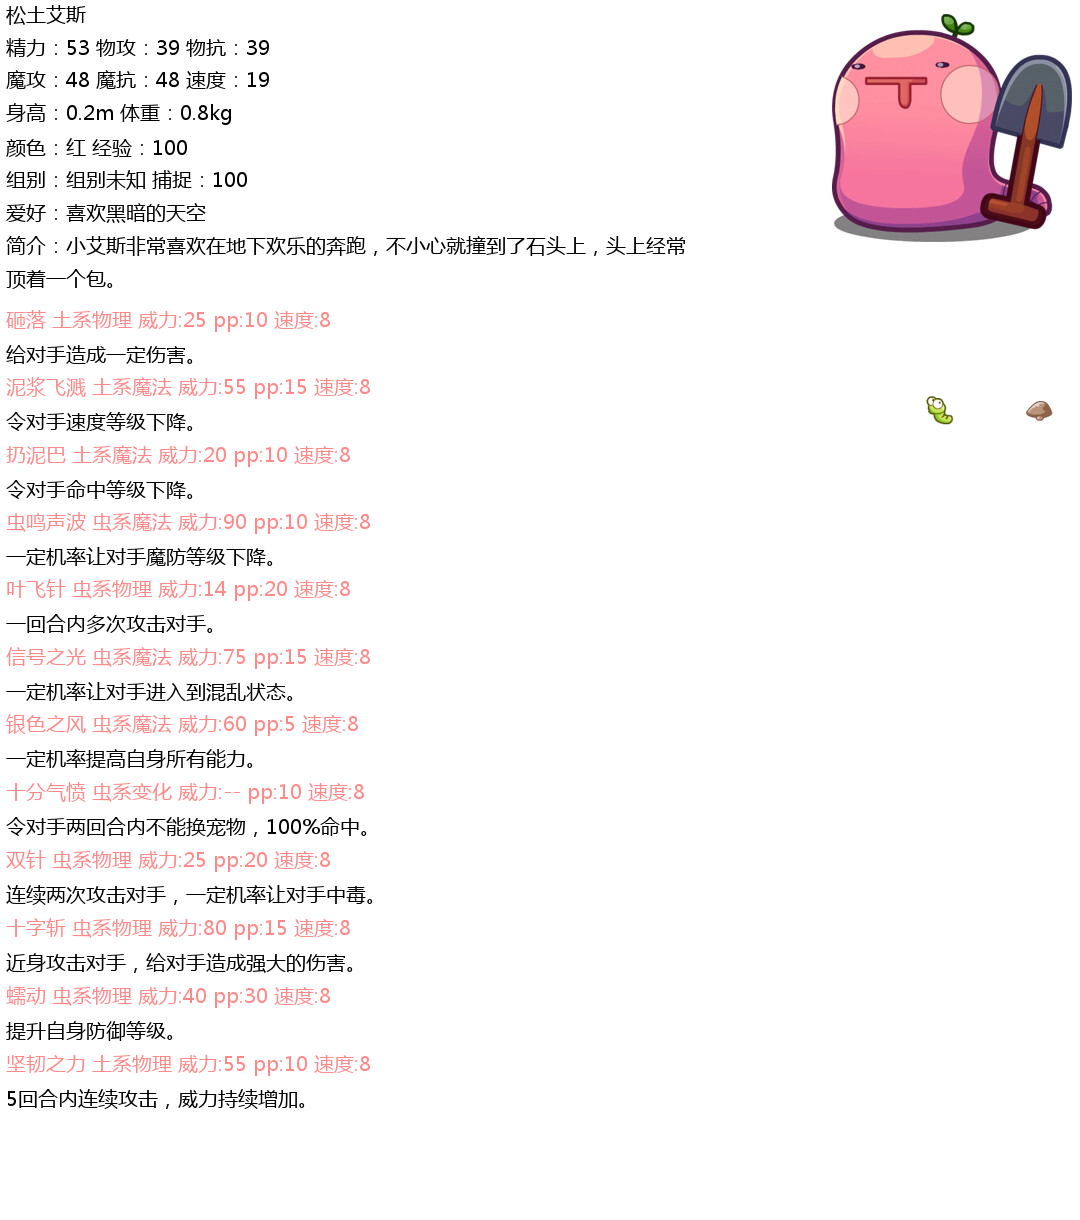 松土艾斯
精力：53 物攻：39 物抗：39
魔攻：48 魔抗：48 速度：19
身高：0.2m 体重：0.8kg
颜色：红 经验：100
组别：组别未知 捕捉：100
爱好：喜欢黑暗的天空
简介：小艾斯非常喜欢在地下欢乐的奔跑，不小心就撞到了石头上，头上经常
顶着一个包。
砸落 土系物理 威力:25 pp:10 速度:8
给对手造成一定伤害。
泥浆飞溅 土系魔法 威力:55 pp:15 速度:8
令对手速度等级下降。
扔泥巴 土系魔法 威力:20 pp:10 速度:8
令对手命中等级下降。
虫鸣声波 虫系魔法 威力:90 pp:10 速度:8
一定机率让对手魔防等级下降。
叶飞针 虫系物理 威力:14 pp:20 速度:8
一回合内多次攻击对手。
信号之光 虫系魔法 威力:75 pp:15 速度:8
一定机率让对手进入到混乱状态。
银色之风 虫系魔法 威力:60 pp:5 速度:8
一定机率提高自身所有能力。
十分气愤 虫系变化 威力:-- pp:10 速度:8
令对手两回合内不能换宠物，100%命中。
双针 虫系物理 威力:25 pp:20 速度:8
连续两次攻击对手，一定机率让对手中毒。
十字斩 虫系物理 威力:80 pp:15 速度:8
近身攻击对手，给对手造成强大的伤害。
蠕动 虫系物理 威力:40 pp:30 速度:8
提升自身防御等级。
坚韧之力 土系物理 威力:55 pp:10 速度:8
5回合内连续攻击，威力持续增加。